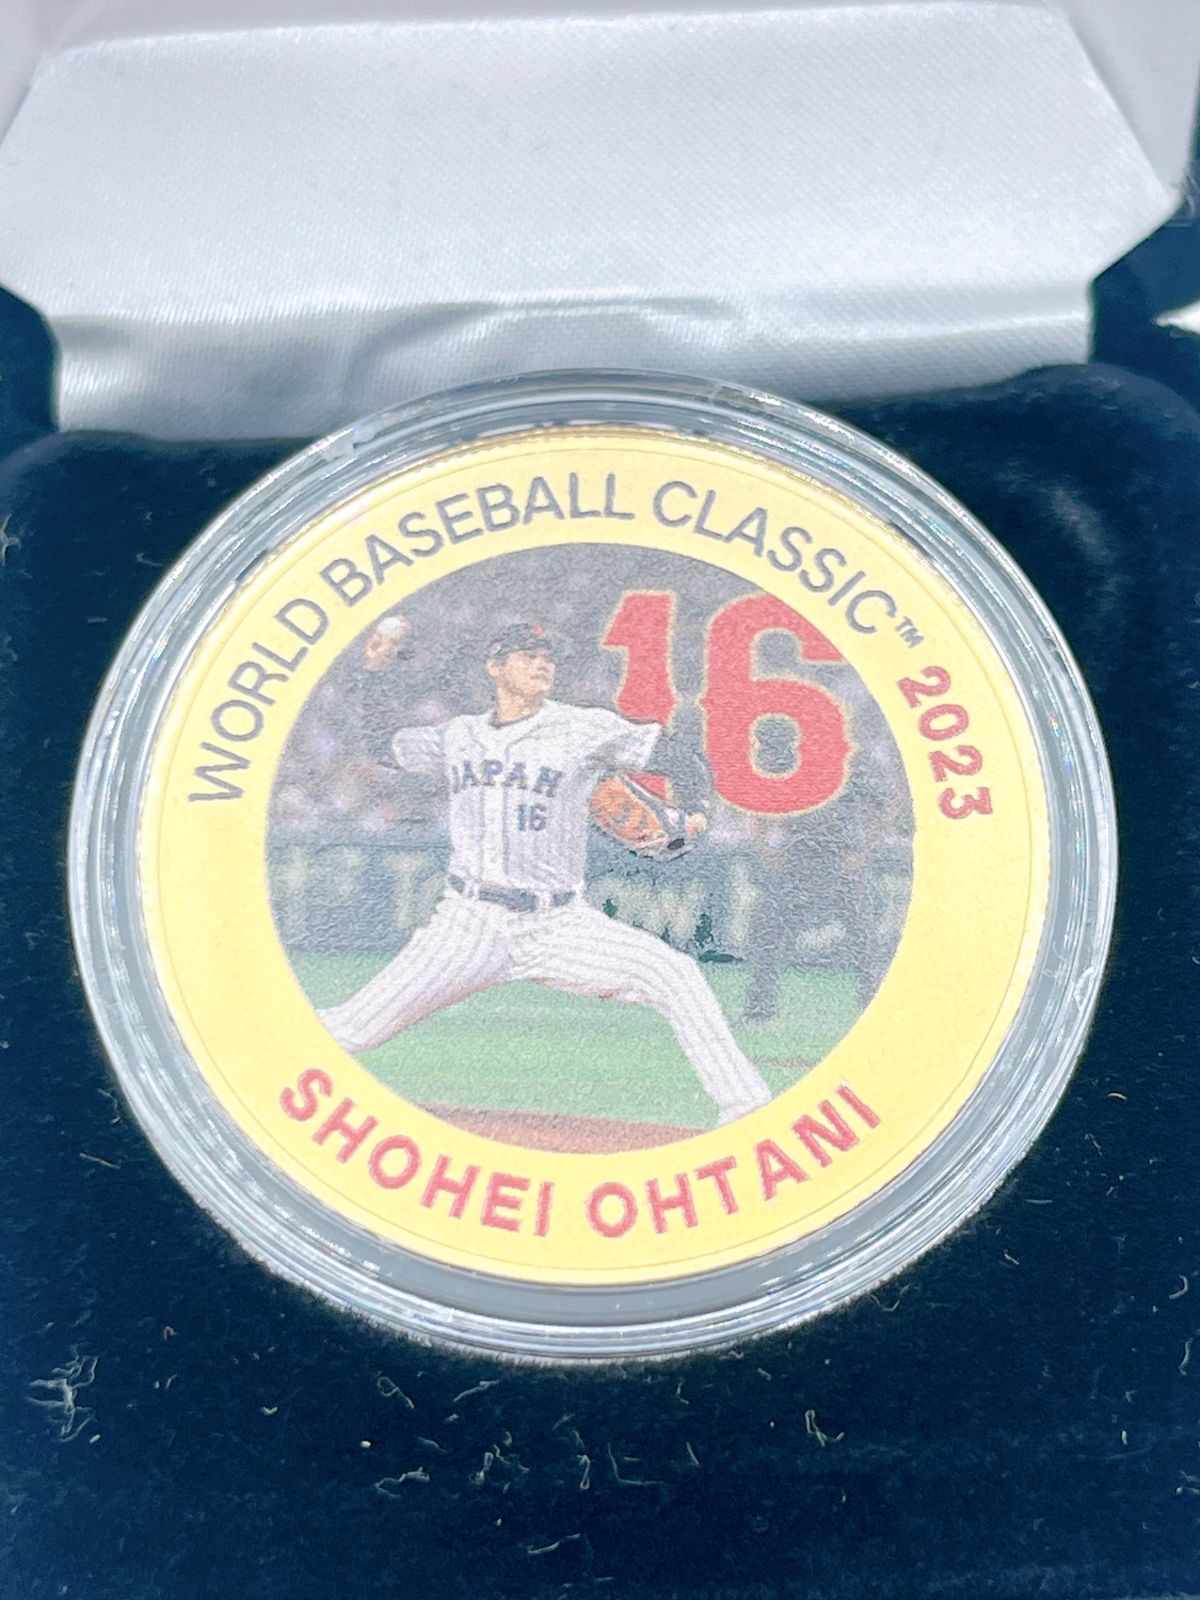 WORLD BASEBALL CLASSIC™ 2023
16
JAPAN
16
SHOHEI OHTANI